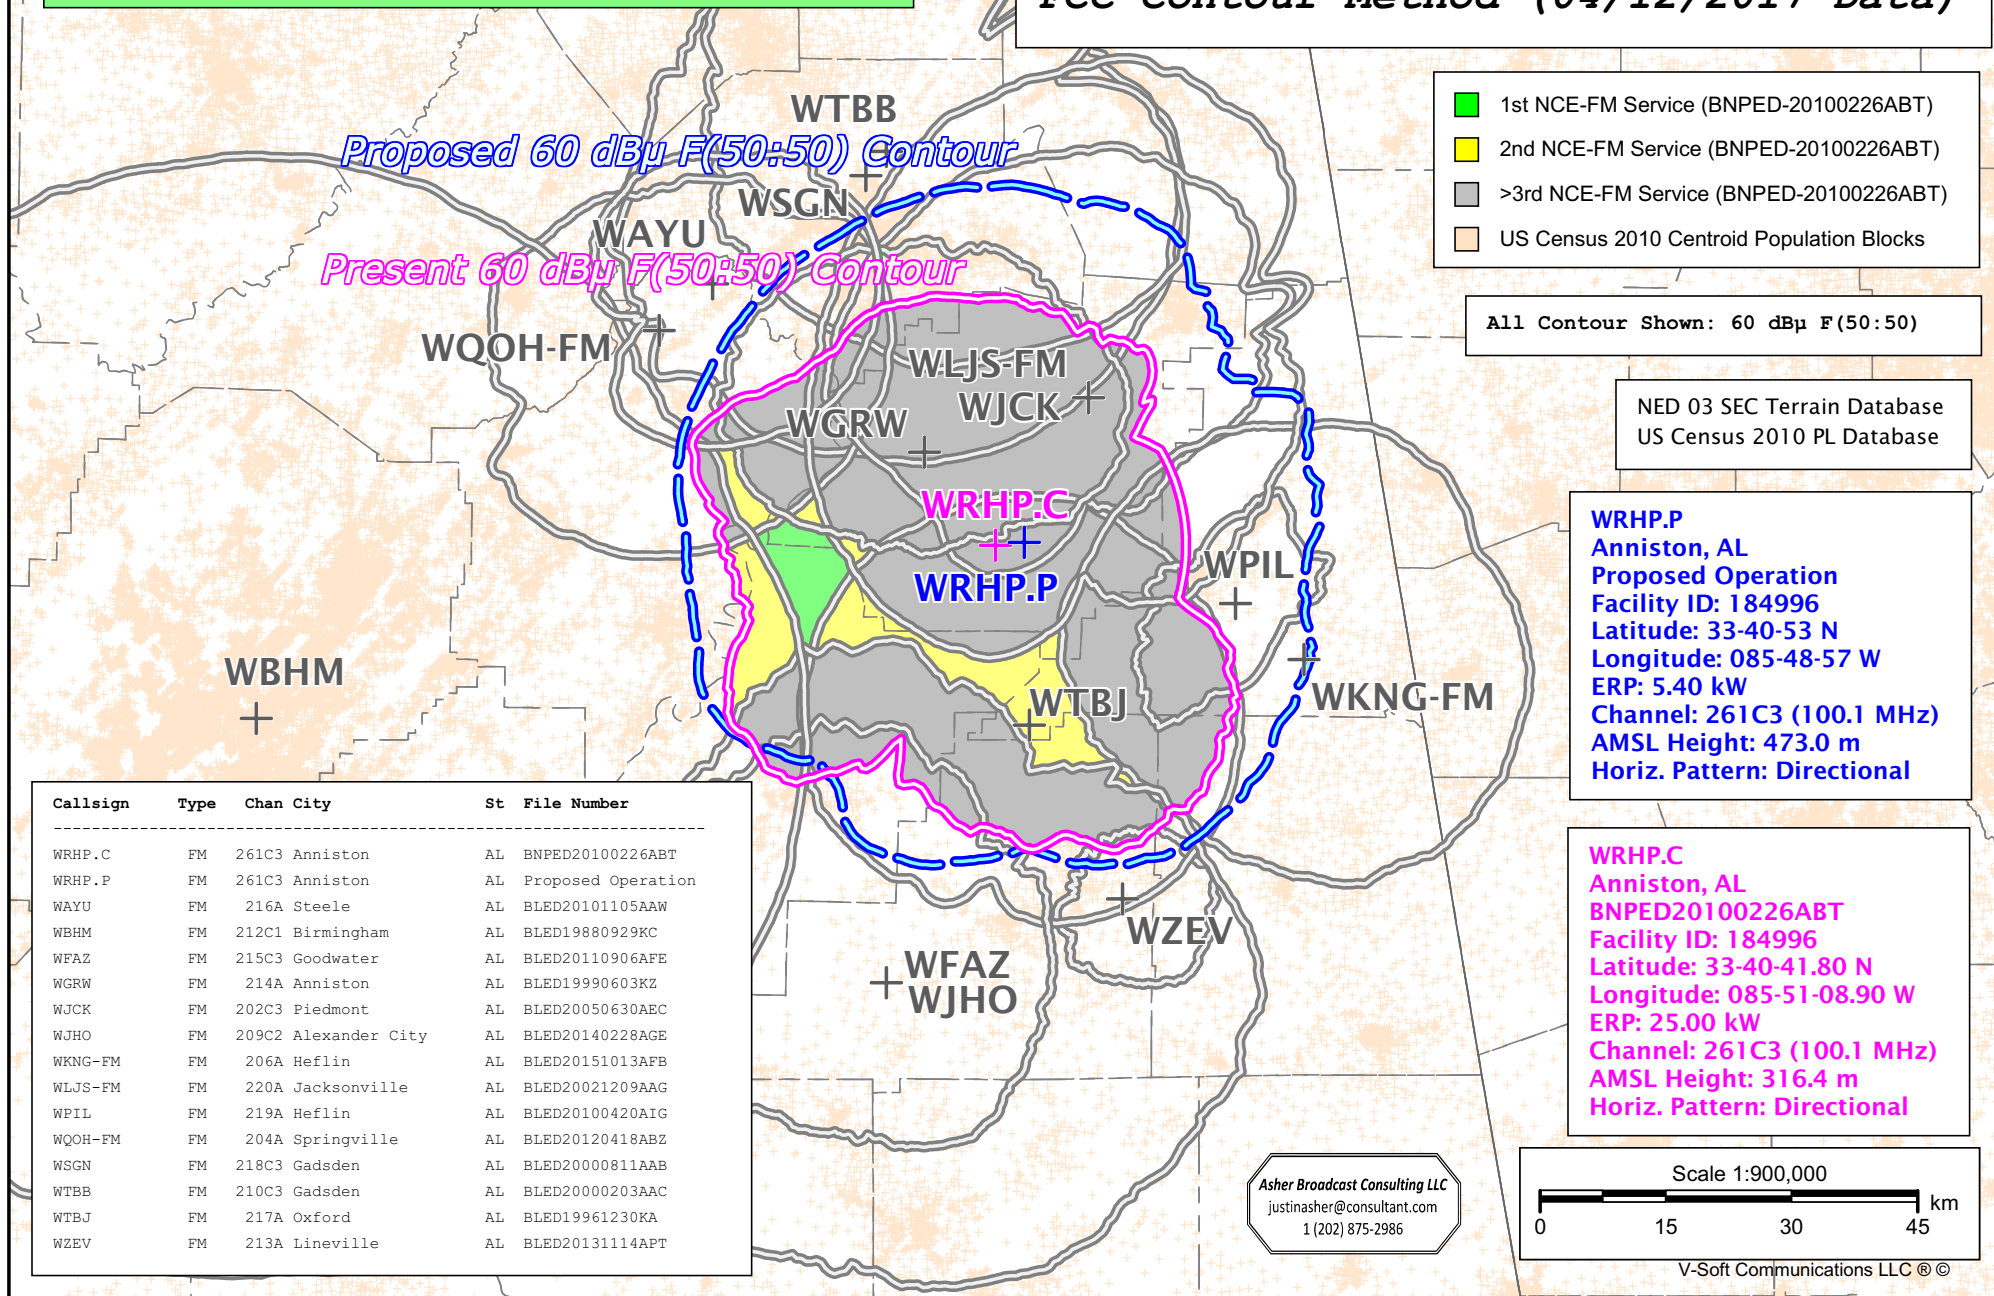 FCC Contour Method (04/12/2017 Data)
1st NCE-FM Service (BNPED-20100226ABT)
2nd NCE-FM Service (BNPED-20100226ABT)
>3rd NCE-FM Service (BNPED-20100226ABT)
US Census 2010 Centroid Population Blocks
All Contour Shown: 60 dBµ F(50:50)
NED 03 SEC Terrain Database
US Census 2010 PL Database
WTBB
Proposed 60 dBµ F(50:50) Contour
WSGN
WAYU
Present 60 dBµ F(50:50) Contour
WQOH-FM
WLJS-FM
WJCK
WGRW
WRHP.C
WRHP.P
WPIL
WBHM
WTBJ
WKNG-FM
WZEV
WFAZ
WJHO
WRHP.P
Anniston, AL
Proposed Operation
Facility ID: 184996
Latitude: 33-40-53 N
Longitude: 085-48-57 W
ERP: 5.40 kW
Channel: 261C3 (100.1 MHz)
AMSL Height: 473.0 m
Horiz. Pattern: Directional
WRHP.C
Anniston, AL
BNPED20100226ABT
Facility ID: 184996
Latitude: 33-40-41.80 N
Longitude: 085-51-08.90 W
ERP: 25.00 kW
Channel: 261C3 (100.1 MHz)
AMSL Height: 316.4 m
Horiz. Pattern: Directional
Callsign Type Chan City St File Number
WRHP.C FM 261C3 Anniston AL BNPED20100226ABT
WRHP.P FM 261C3 Anniston AL Proposed Operation
WAYU FM 216A Steele AL BLED20101105AAW
WBHM FM 212C1 Birmingham AL BLED19880929KC
WFAZ FM 215C3 Goodwater AL BLED20110906AFE
WGRW FM 214A Anniston AL BLED19990603KZ
WJCK FM 202C3 Piedmont AL BLED20050630AEC
WJHO FM 209C2 Alexander City AL BLED20140228AGE
WKNG-FM FM 206A Heflin AL BLED20151013AFB
WLJS-FM FM 220A Jacksonville AL BLED20021209AAG
WPIL FM 219A Heflin AL BLED20100420AIG
WQOH-FM FM 204A Springville AL BLED20120418ABZ
WSGN FM 218C3 Gadsden AL BLED20000811AAB
WTBB FM 210C3 Gadsden AL BLED20000203AAC
WTBJ FM 217A Oxford AL BLED19961230KA
WZEV FM 213A Lineville AL BLED20131114APT
Asher Broadcast Consulting LLC
justinasher@consultant.com
1 (202) 875-2986
Scale 1:900,000
km
0 15 30 45
V-Soft Communications LLC ® ©